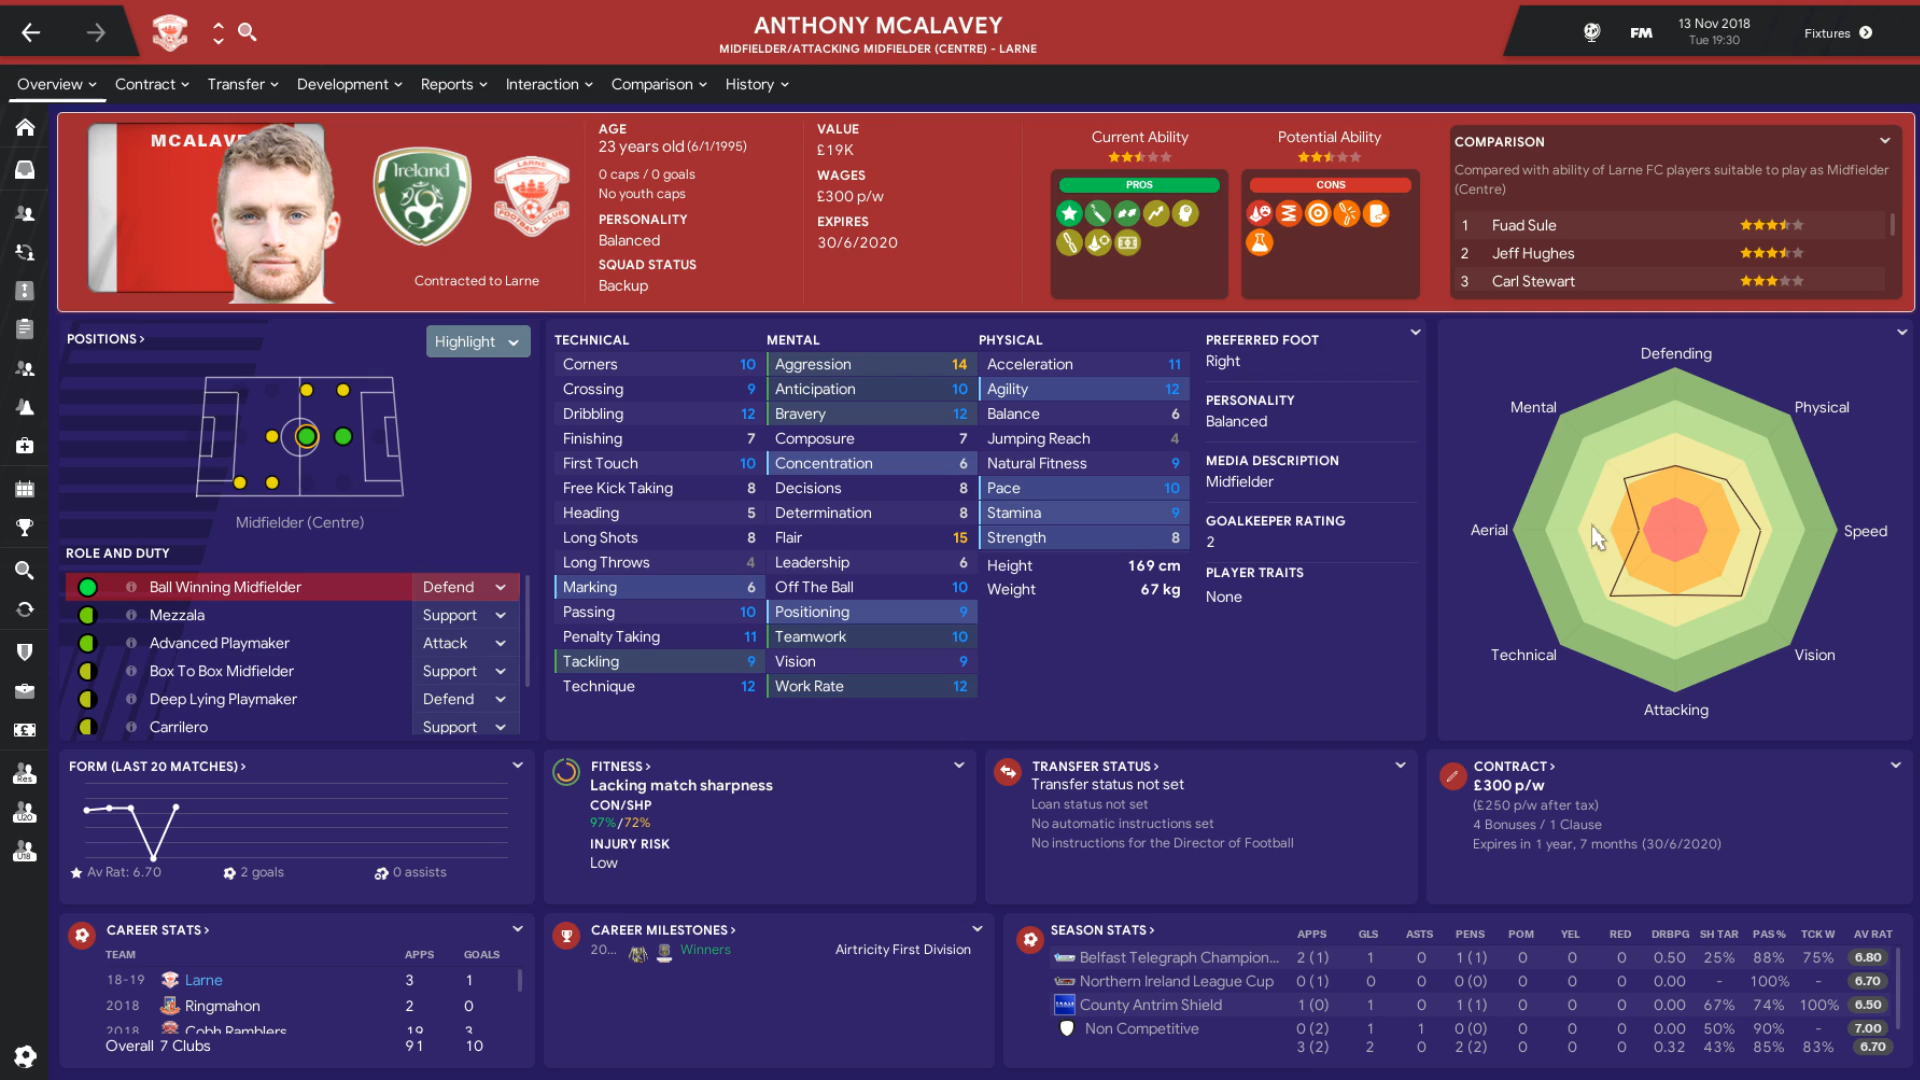 ANTHONY MCALAVEY
MIDFIELDER/ATTACKING MIDFIELDER (CENTRE) - LARNE
FM
13 Nov 2018
Tue 19:30
Fixtures
Overview
Contract
Transfer
Development
Reports
Interaction
Comparison
History
MCALAVE
Ireland
LARNE
FOOTBALL CLUB
Contracted to Larne
AGE
23 years old (6/1/1995)
0 caps / 0 goals
No youth caps
PERSONALITY
Balanced
SQUAD STATUS
Backup
VALUE
£19K
WAGES
£300 p/w
EXPIRES
30/6/2020
Current Ability
PROS
Potential Ability
CONS
COMPARISON
Compared with ability of Larne FC players suitable to play as Midfielder
(Centre)
1 Fuad Sule
2 Jeff Hughes
3 Carl Stewart
POSITIONS >
Highlight
Midfielder (Centre)
ROLE AND DUTY
Ball Winning Midfielder Defend
Mezzala Support
Advanced Playmaker Attack
Box To Box Midfielder Support
Deep Lying Playmaker Defend
Carrilero Support
TECHNICAL
Corners 10
Crossing 9
Dribbling 12
Finishing 7
First Touch 10
Free Kick Taking 8
Heading 5
Long Shots 8
Long Throws 4
Marking 6
Passing 10
Penalty Taking 11
Tackling 9
Technique 12
MENTAL
Aggression 14
Anticipation 10
Bravery 12
Composure 7
Concentration 6
Decisions 8
Determination 8
Flair 15
Leadership 6
Off The Ball 10
Positioning 9
Teamwork 10
Vision 9
Work Rate 12
PHYSICAL
Acceleration 11
Agility 12
Balance 6
Jumping Reach 4
Natural Fitness 9
Pace 10
Stamina 9
Strength 8
Height 169 cm
Weight 67 kg
PREFERRED FOOT
Right
PERSONALITY
Balanced
MEDIA DESCRIPTION
Midfielder
GOALKEEPER RATING
2
PLAYER TRAITS
None
Defending
Physical
Speed
Vision
Attacking
Technical
Aerial
Mental
Res
U20
U18
FORM (LAST 20 MATCHES) >
Av Rat: 6.70
2 goals
0 assists
FITNESS >
Lacking match sharpness
CON/SHP
97%/72%
INJURY RISK
Low
TRANSFER STATUS >
Transfer status not set
Loan status not set
No automatic instructions set
No instructions for the Director of Football
CONTRACT >
£300 p/w
(£250 p/w after tax)
4 Bonuses / 1 Clause
Expires in 1 year, 7 months (30/6/2020)
CAREER STATS >
TEAM APPS GOALS
18-19 Larne 3 1
2018 Ringmahon 2 0
2018 Cobh Ramblers 19 3
Overall 7 Clubs 91 10
CAREER MILESTONES >
20... Winners Airtricity First Division
SEASON STATS > APPS GLS ASTS PENS POM YEL RED DRBPG SH TAR PAS% TCK W AV RAT
Belfast Telegraph Champion... 2 (1) 1 0 1 (1) 0 0 0 0.50 25% 88% 75% 6.80
Northern Ireland League Cup 0 (1) 0 0 0 (0) 0 0 0 0.00 - 100% - 6.70
County Antrim Shield 1 (0) 1 0 1 (1) 0 0 0 0.00 67% 74% 100% 6.50
Non Competitive 0 (2) 1 1 0 (0) 0 0 0 0.00 50% 90% - 7.00
3 (2) 2 0 2 (2) 0 0 0 0.32 43% 85% 83% 6.70